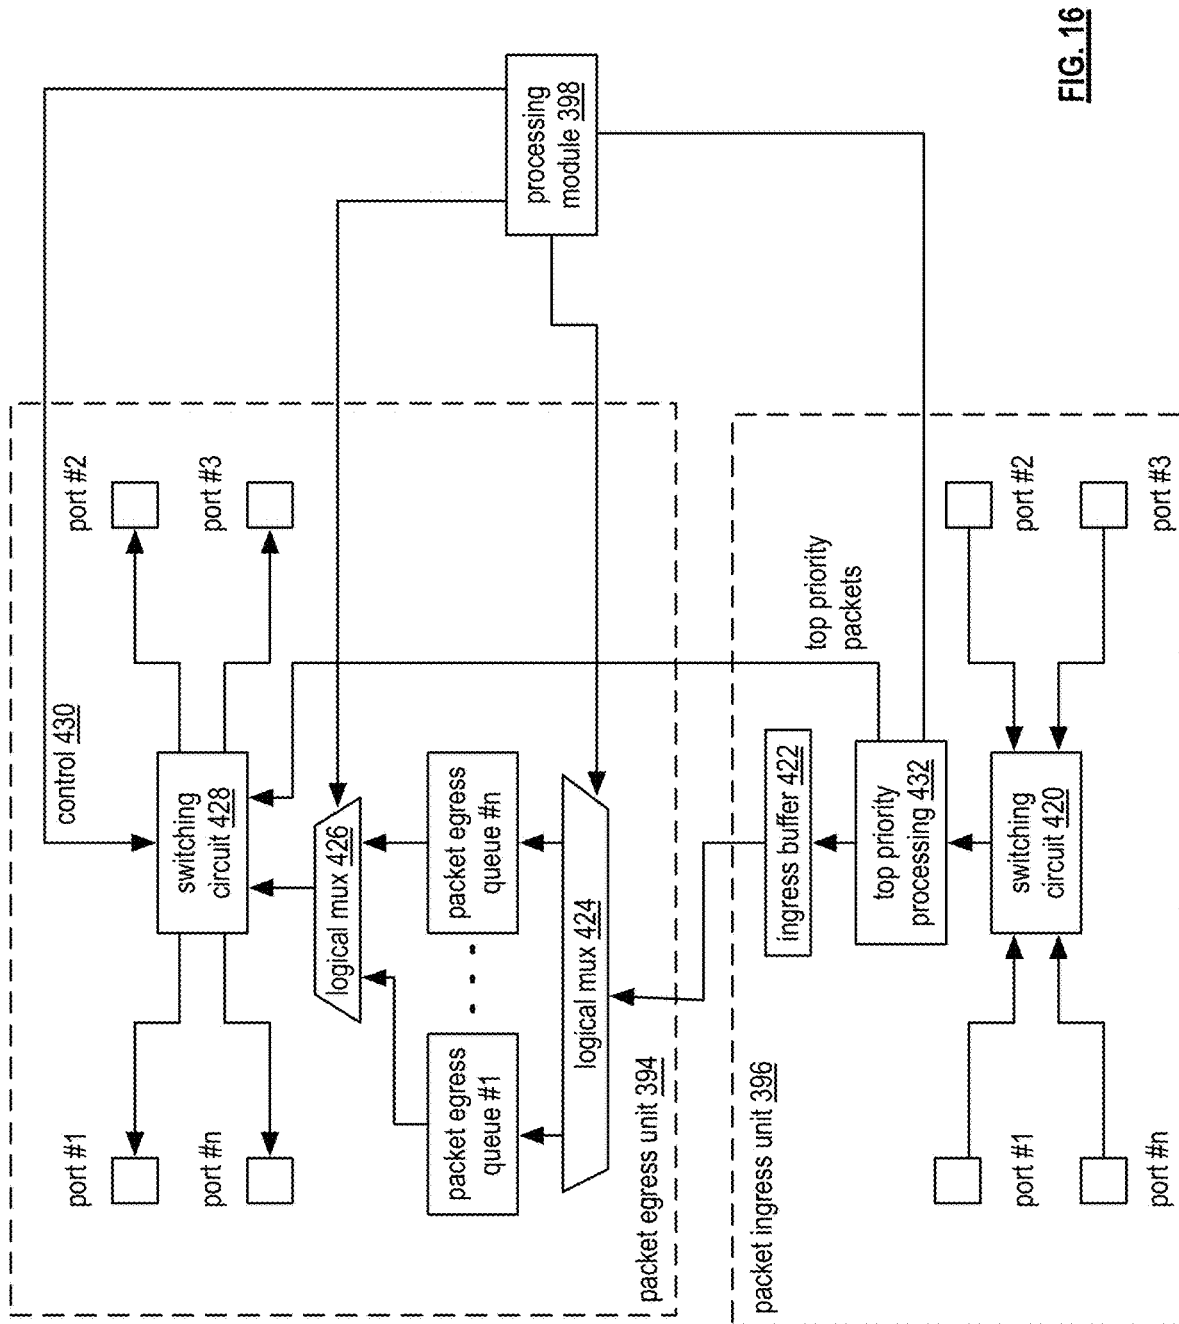 port #1
port #n
control 430
switching
circuit 428
port #2
port #3
logical mux 426
packet egress
queue #1
. . .
packet egress
queue #n
logical mux 424
packet egress unit 394
processing
module 398
packet ingress unit 396
top priority
packets
ingress buffer 422
top priority
processing 432
switching
circuit 420
port #1
port #n
port #2
port #3
FIG. 16